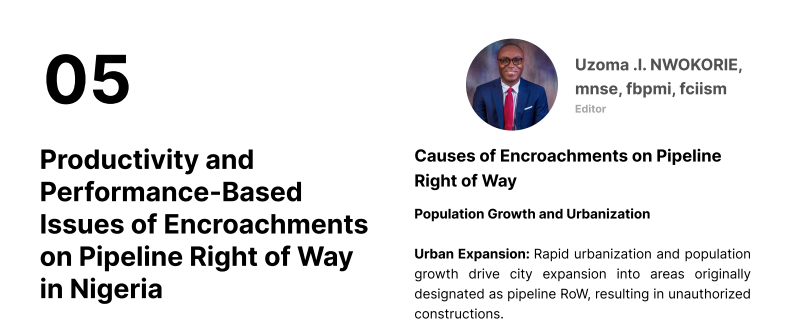 05
Productivity and
Performance-Based
Issues of Encroachments
on Pipeline Right of Way
in Nigeria
Uzoma .I. NWOKORIE,
mnse, fbpmi, fciism
Editor
Causes of Encroachments on Pipeline
Right of Way
Population Growth and Urbanization
Urban Expansion: Rapid urbanization and population
growth drive city expansion into areas originally
designated as pipeline RoW, resulting in unauthorized
constructions.